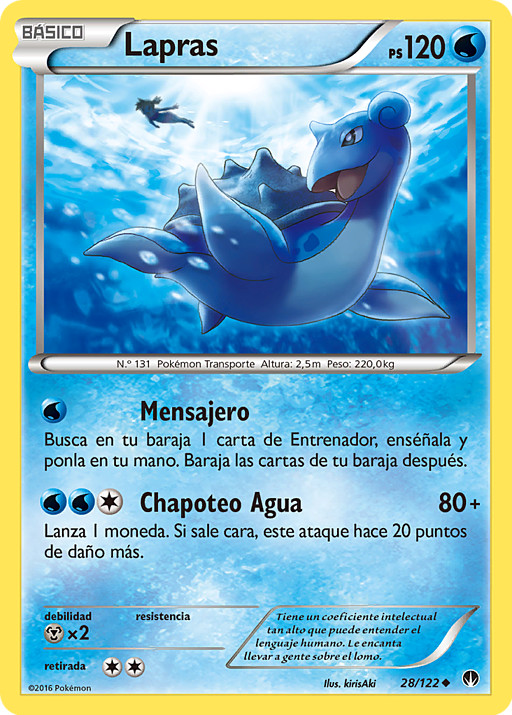 BÁSICO
Lapras
PS120
N.º 131 Pokémon Transporte Altura: 2,5m Peso: 220,0kg
Mensajero
Busca en tu baraja 1 carta de Entrenador, enséñala y
ponla en tu mano. Baraja las cartas de tu baraja después.
Chapoteo Agua 80+
Lanza 1 moneda. Si sale cara, este ataque hace 20 puntos
de daño más.
debilidad resistencia
×2
retirada
Tiene un coeficiente intelectual
tan alto que puede entender el
lenguaje humano. Le encanta
llevar a gente sobre el lomo.
©2016 Pokémon
Ilus. kirisAki
28/122